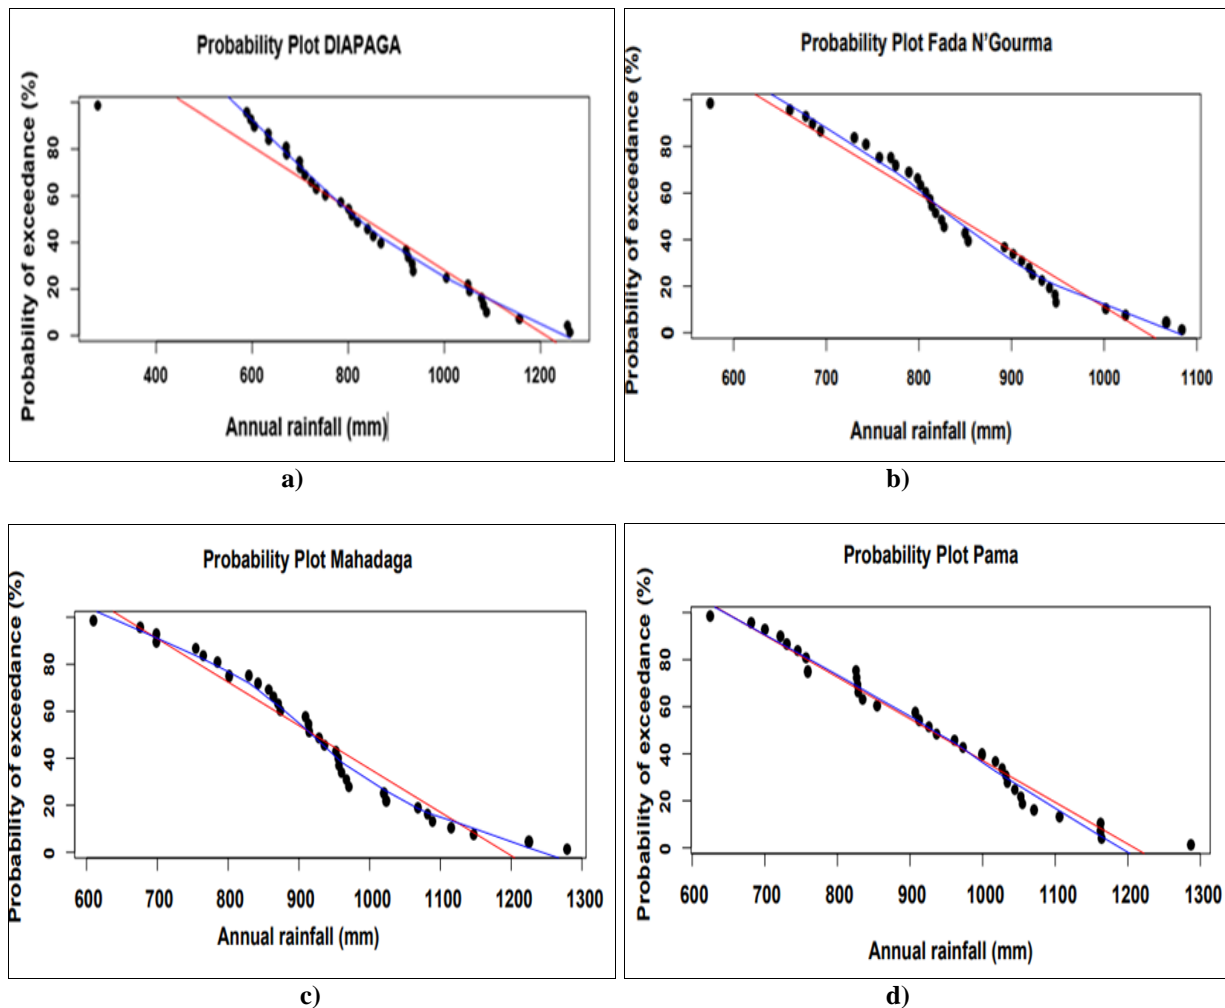 Probability Plot DIAPAGA
Probability of exceedance (%)
80
60
40
20
0
400 600 800 1000 1200
Annual rainfall (mm)
a)
Probability Plot Fada N'Gourma
Probability of exceedance (%)
80
60
40
20
0
600 700 800 900 1000 1100
Annual rainfall (mm)
b)
Probability Plot Mahadaga
Probability of exceedance (%)
80
60
40
20
0
600 700 800 900 1000 1100 1200 1300
Annual rainfall (mm)
c)
Probability Plot Pama
Probability of exceedance (%)
80
60
40
20
0
600 700 800 900 1000 1100 1200 1300
Annual rainfall (mm)
d)